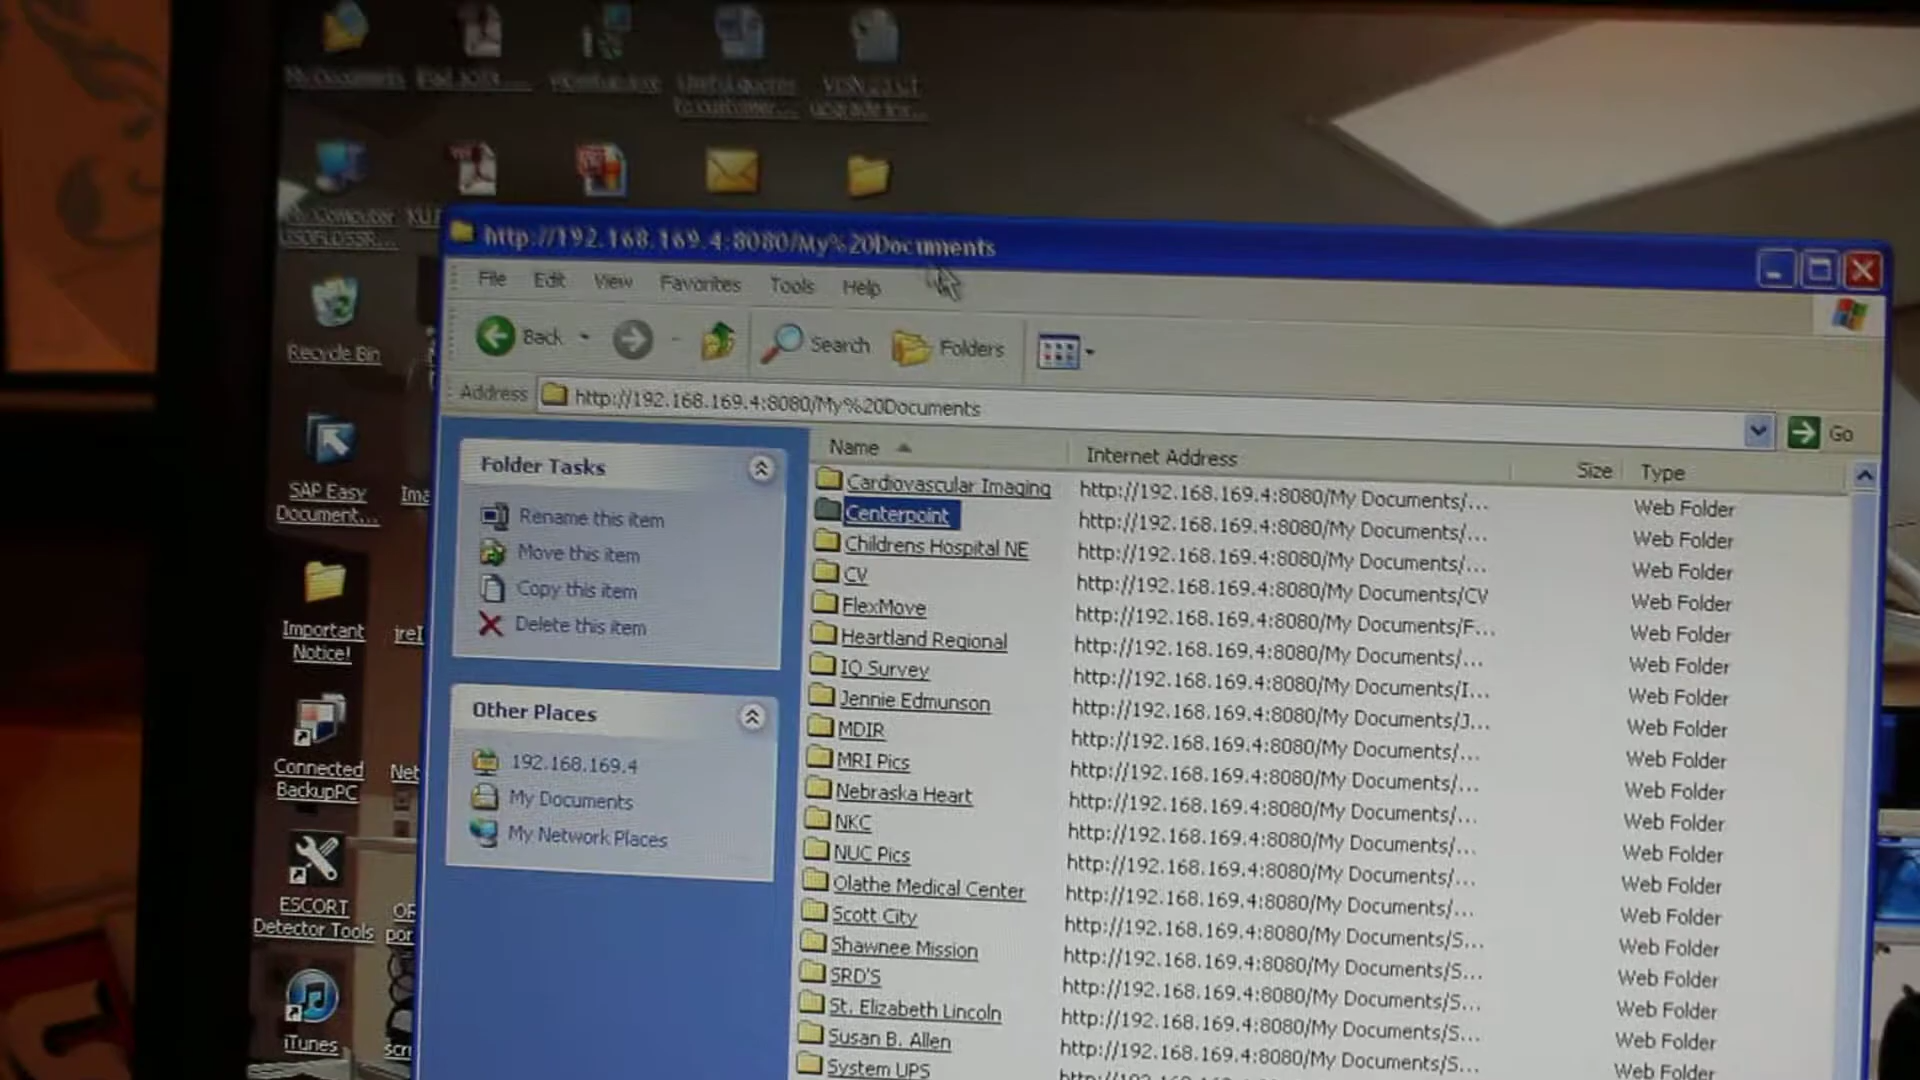 My Documents
Recycle Bin
SAP Easy
Document...
Important
Notice!
Connected
BackupPC
ESCORT
Detector Tools
iTunes
http://192.168.169.4:8080/My%20Documents
File Edit View Favorites Tools Help
Back Search Folders
Address http://192.168.169.4:8080/My%20Documents Go
Folder Tasks
Rename this item
Move this item
Copy this item
Delete this item
Other Places
192.168.169.4
My Documents
My Network Places
Name Internet Address Size Type
Cardiovascular Imaging http://192.168.169.4:8080/My Documents/... Web Folder
Centerpoint http://192.168.169.4:8080/My Documents/... Web Folder
Childrens Hospital NE http://192.168.169.4:8080/My Documents/... Web Folder
CV http://192.168.169.4:8080/My Documents/CV Web Folder
FlexMove http://192.168.169.4:8080/My Documents/F... Web Folder
Heartland Regional http://192.168.169.4:8080/My Documents/... Web Folder
IQ Survey http://192.168.169.4:8080/My Documents/I... Web Folder
Jennie Edmunson http://192.168.169.4:8080/My Documents/J... Web Folder
MDIR http://192.168.169.4:8080/My Documents/... Web Folder
MRI Pics http://192.168.169.4:8080/My Documents/... Web Folder
Nebraska Heart http://192.168.169.4:8080/My Documents/... Web Folder
NKC http://192.168.169.4:8080/My Documents/... Web Folder
NUC Pics http://192.168.169.4:8080/My Documents/... Web Folder
Olathe Medical Center http://192.168.169.4:8080/My Documents/... Web Folder
Scott City http://192.168.169.4:8080/My Documents/S... Web Folder
Shawnee Mission http://192.168.169.4:8080/My Documents/S... Web Folder
SRD'S http://192.168.169.4:8080/My Documents/S... Web Folder
St. Elizabeth Lincoln http://192.168.169.4:8080/My Documents/S... Web Folder
Susan B. Allen http://192.168.169.4:8080/My Documents/S... Web Folder
System UPS Web Folder